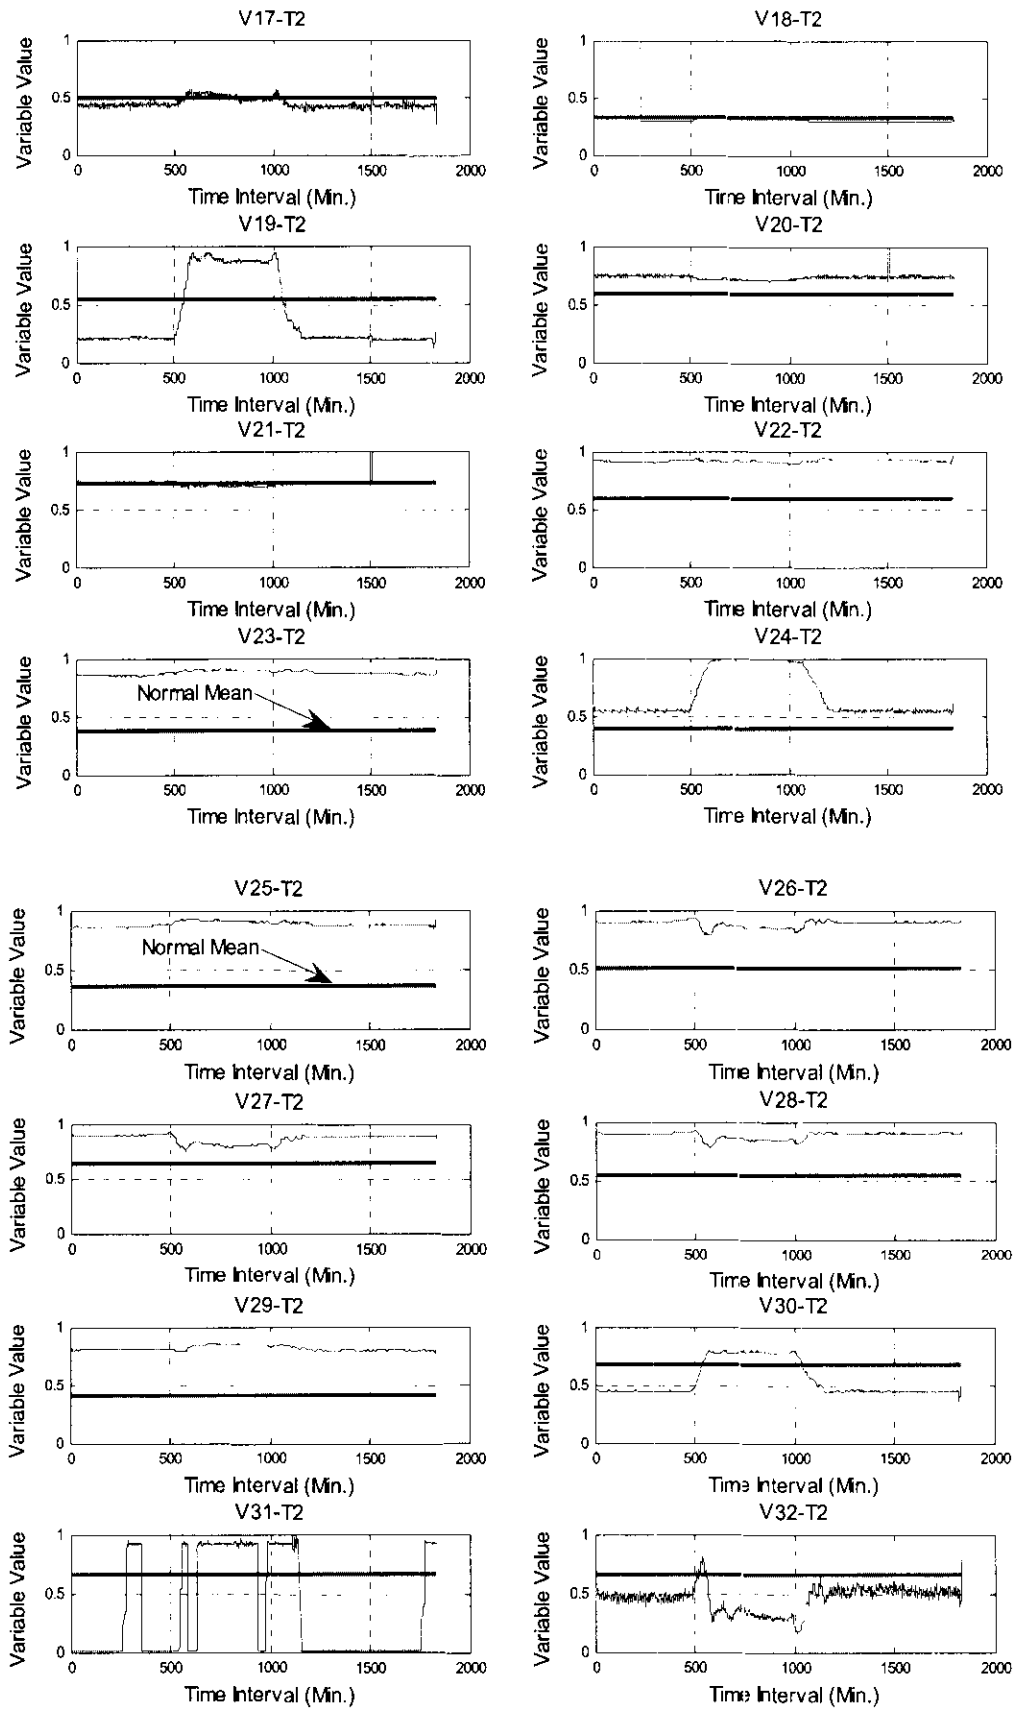 V17-T2
V18-T2
Variable Value
1
0.5
0
0 500 1000 1500 2000
Time Interval (Min.)
Variable Value
1
0.5
0
0 500 1000 1500 2000
Time Interval (Min.)
V19-T2
V20-T2
Variable Value
1
0.5
0
0 500 1000 1500 2000
Time Interval (Min.)
Variable Value
1
0.5
0
0 500 1000 1500 2000
Time Interval (Min.)
V21-T2
V22-T2
Variable Value
1
0.5
0
0 500 1000 1500 2000
Time Interval (Min.)
Variable Value
1
0.5
0
0 500 1000 1500 2000
Time Interval (Min.)
V23-T2
V24-T2
Variable Value
1
0.5
0
Normal Mean
0 500 1000 1500 2000
Time Interval (Min.)
Variable Value
1
0.5
0
0 500 1000 1500 2000
Time Interval (Min.)
V25-T2
V26-T2
Variable Value
1
0.5
0
Normal Mean
0 500 1000 1500 2000
Time Interval (Min.)
Variable Value
1
0.5
0
0 500 1000 1500 2000
Time Interval (Min.)
V27-T2
V28-T2
Variable Value
1
0.5
0
0 500 1000 1500 2000
Time Interval (Min.)
Variable Value
1
0.5
0
0 500 1000 1500 2000
Time Interval (Min.)
V29-T2
V30-T2
Variable Value
1
0.5
0
0 500 1000 1500 2000
Time Interval (Min.)
Variable Value
1
0.5
0
0 500 1000 1500 2000
Time Interval (Min.)
V31-T2
V32-T2
Variable Value
1
0.5
0
0 500 1000 1500 2000
Time Interval (Min.)
Variable Value
1
0.5
0
0 500 1000 1500 2000
Time Interval (Min.)